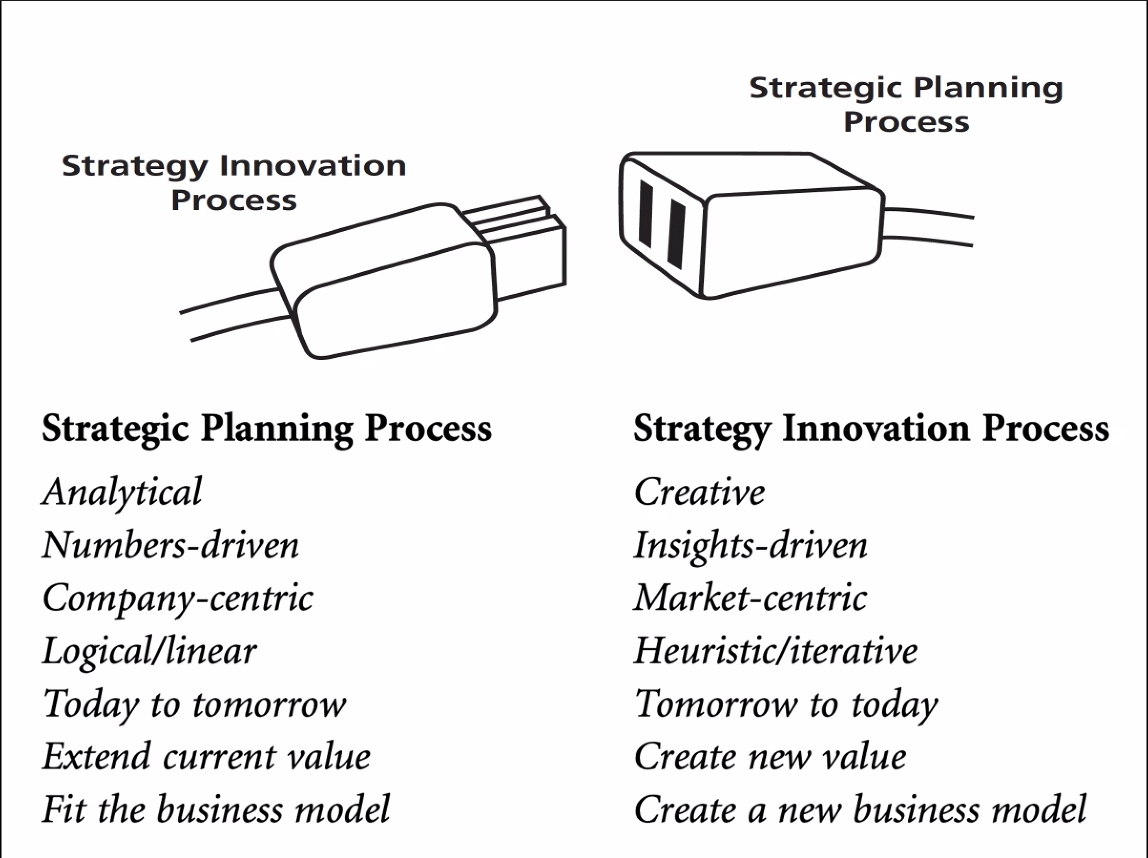 Strategic Planning
Process
Strategy Innovation
Process
Strategic Planning Process
Analytical
Numbers-driven
Company-centric
Logical/linear
Today to tomorrow
Extend current value
Fit the business model
Strategy Innovation Process
Creative
Insights-driven
Market-centric
Heuristic/iterative
Tomorrow to today
Create new value
Create a new business model